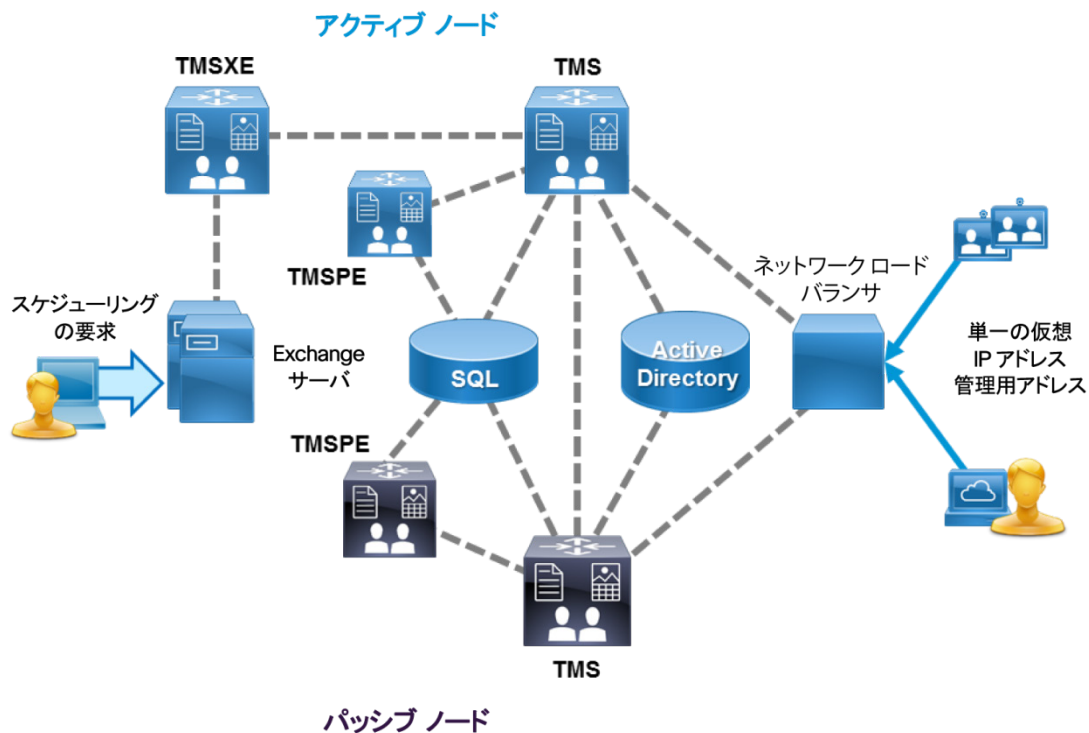 アクティブ ノード
TMSXE
TMS
TMSPE
ネットワーク ロード
バランサ
スケジューリング
の要求
Exchange
サーバ
SQL
Active
Directory
単一の仮想
IP アドレス
管理用アドレス
TMSPE
TMS
パッシブ ノード